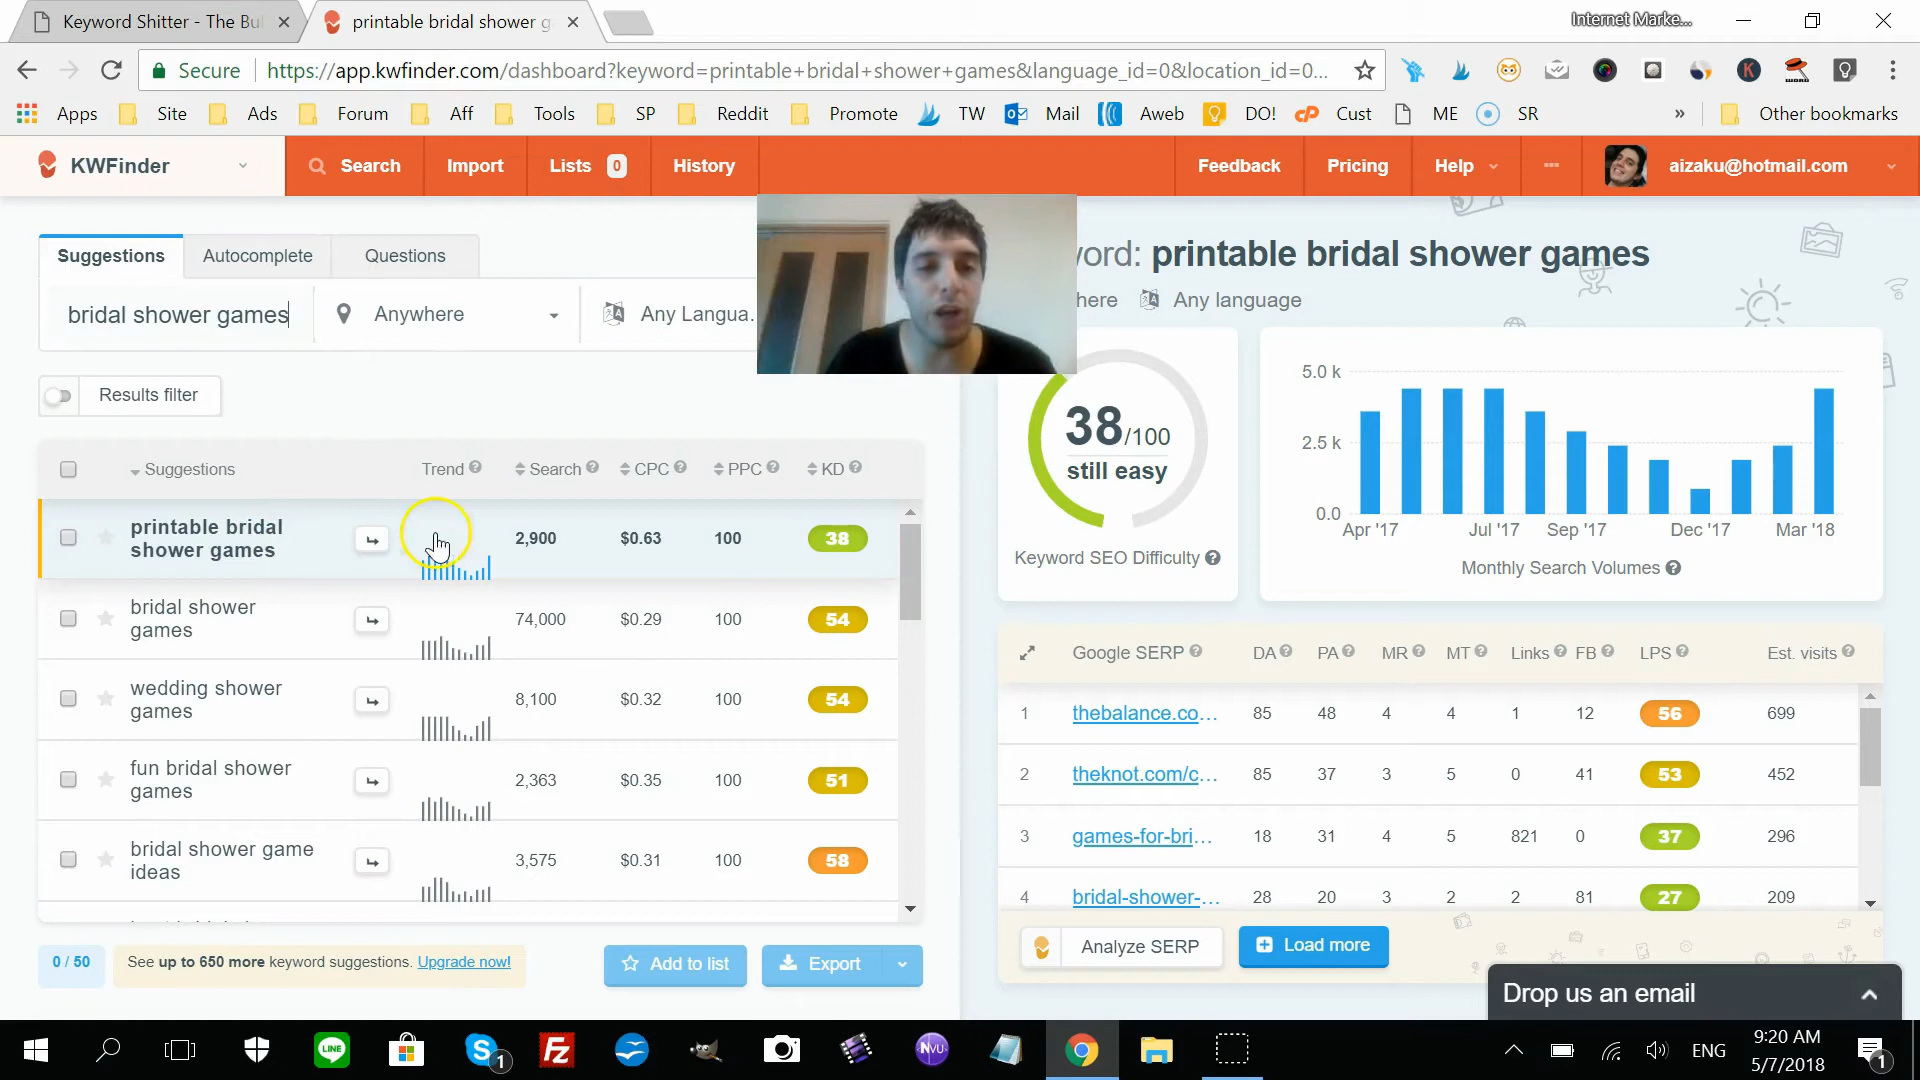 Keyword Shitter - The Bu
printable bridal shower g
Internet Marke...
Secure
https://app.kwfinder.com/dashboard?keyword=printable+bridal+shower+games&language_id=0&location_id=0...
Apps
Site
Ads
Forum
Aff
Tools
SP
Reddit
Promote
TW
Mail
Aweb
DO!
Cust
ME
SR
»
Other bookmarks
KWFinder
Search
Import
Lists 0
History
Feedback
Pricing
Help
aizaku@hotmail.com
Suggestions
Autocomplete
Questions
bridal shower games
Anywhere
Any Langua...
Results filter
Suggestions Trend Search CPC PPC KD
printable bridal
shower games
2,900 $0.63 100 38
bridal shower
games
74,000 $0.29 100 54
wedding shower
games
8,100 $0.32 100 54
fun bridal shower
games
2,363 $0.35 100 51
bridal shower game
ideas
3,575 $0.31 100 58
0 / 50
See up to 650 more keyword suggestions. Upgrade now!
Add to list
Export
ord: printable bridal shower games
here
Any language
38/100
still easy
Keyword SEO Difficulty
5.0 k
2.5 k
0.0
Apr '17 Jul '17 Sep '17 Dec '17 Mar '18
Monthly Search Volumes
Google SERP DA PA MR MT Links FB LPS Est. visits
1 thebalance.co... 85 48 4 4 1 12 56 699
2 theknot.com/c... 85 37 3 5 0 41 53 452
3 games-for-bri... 18 31 4 5 821 0 37 296
4 bridal-shower-... 28 20 3 2 2 81 27 209
Analyze SERP
Load more
Drop us an email
LINE
1
NVU
ENG
9:20 AM
5/7/2018
1